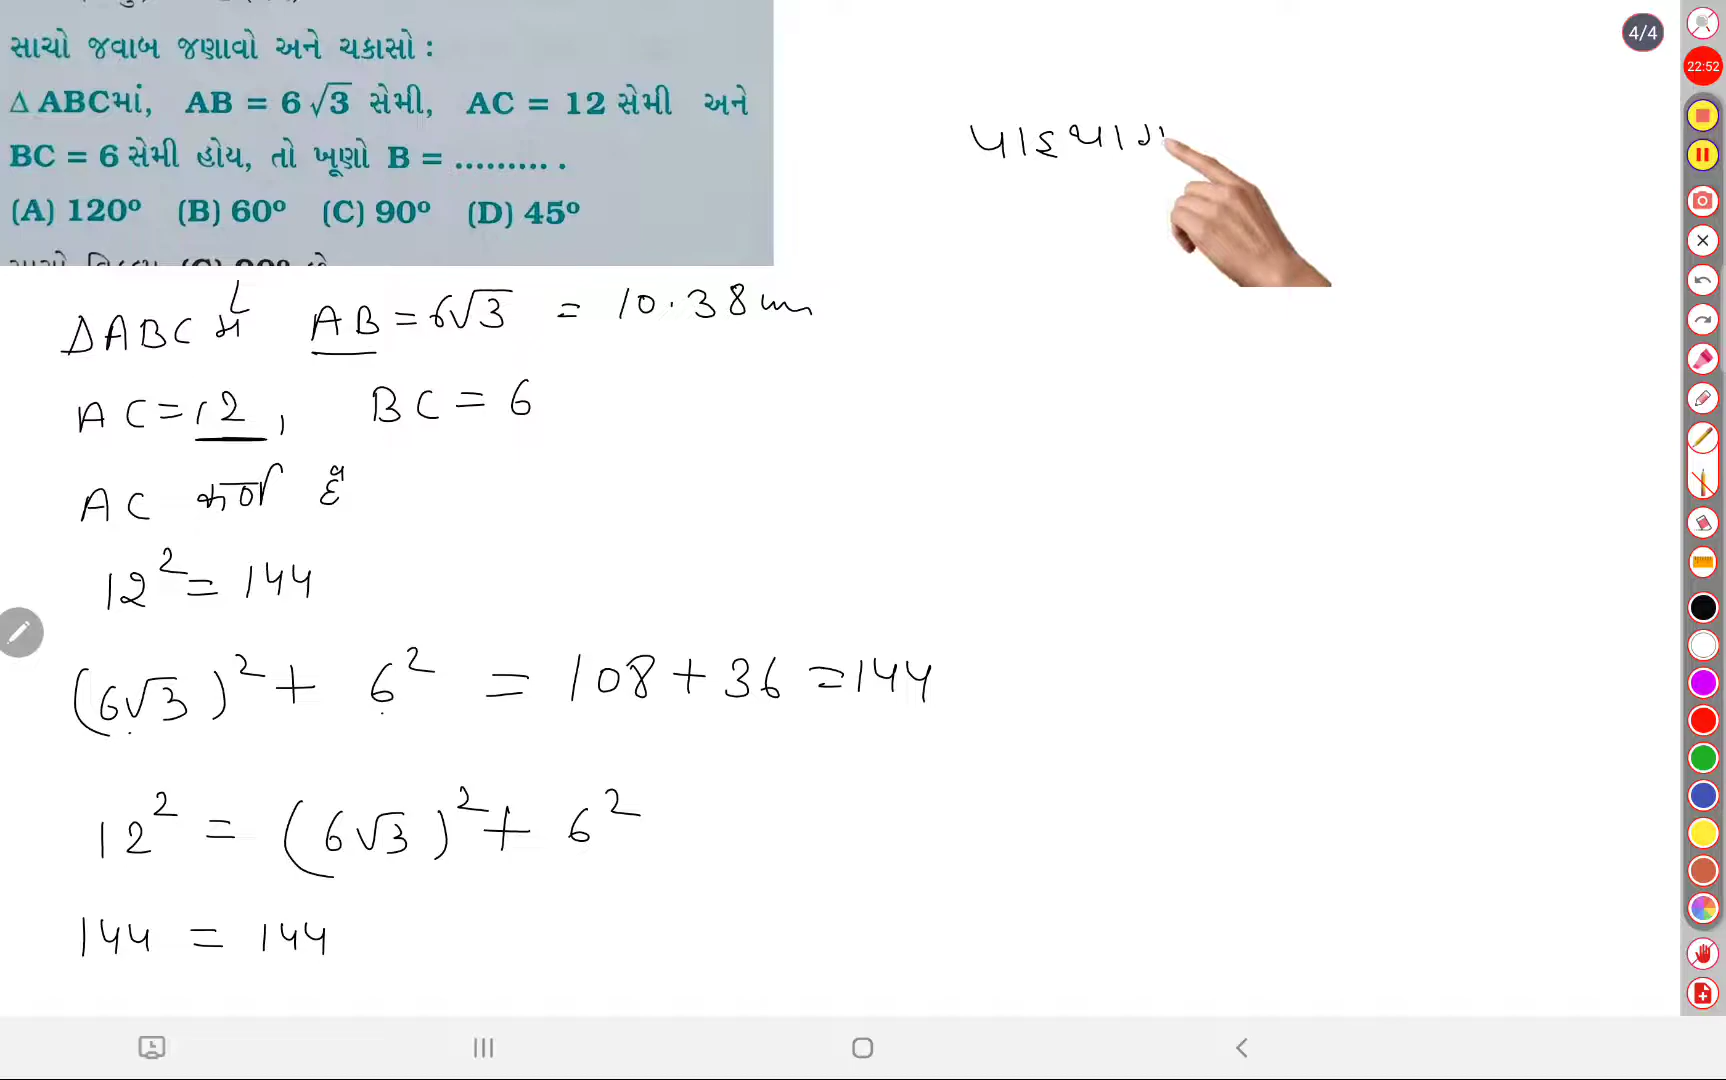 સાચો જવાબ જણાવો અને ચકાસો :
Δ ABCમાં, AB = 6√3 સેમી, AC = 12 સેમી અને
BC = 6 સેમી હોય, તો ખૂણો B = ......... .
(A) 120° (B) 60° (C) 90° (D) 45°
ΔABC में AB = 6√3 = 10.38 cm
AC = 12, BC = 6
AC कर्ण है
12² = 144
(6√3)² + 6² = 108 + 36 = 144
12² = (6√3)² + 6²
144 = 144
પાઇથાગ
4/4
22:52